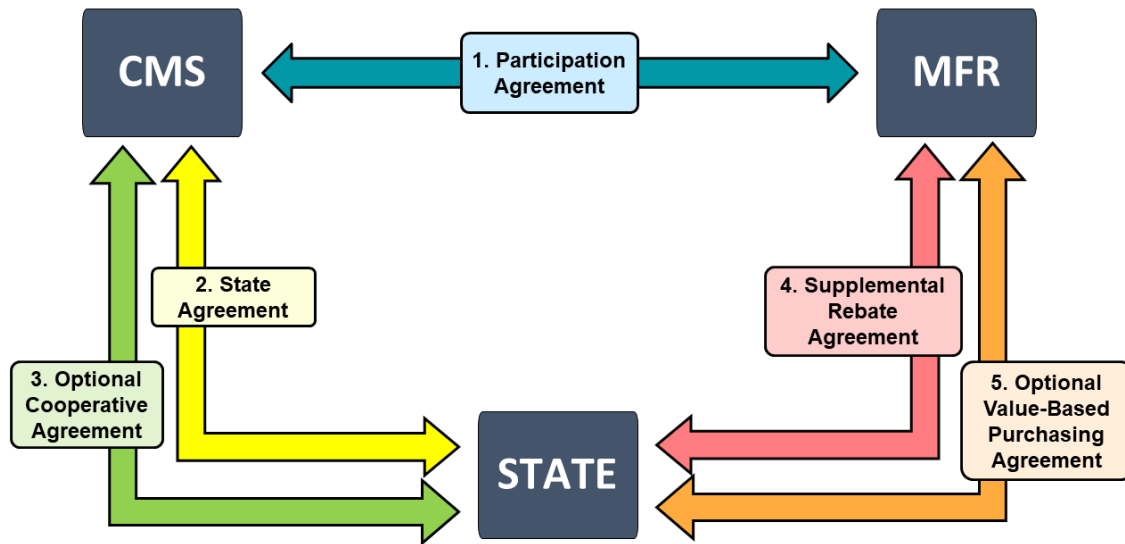 CMS
1. Participation
Agreement
MFR
2. State
Agreement
4. Supplemental
Rebate
Agreement
3. Optional
Cooperative
Agreement
5. Optional
Value-Based
Purchasing
Agreement
STATE